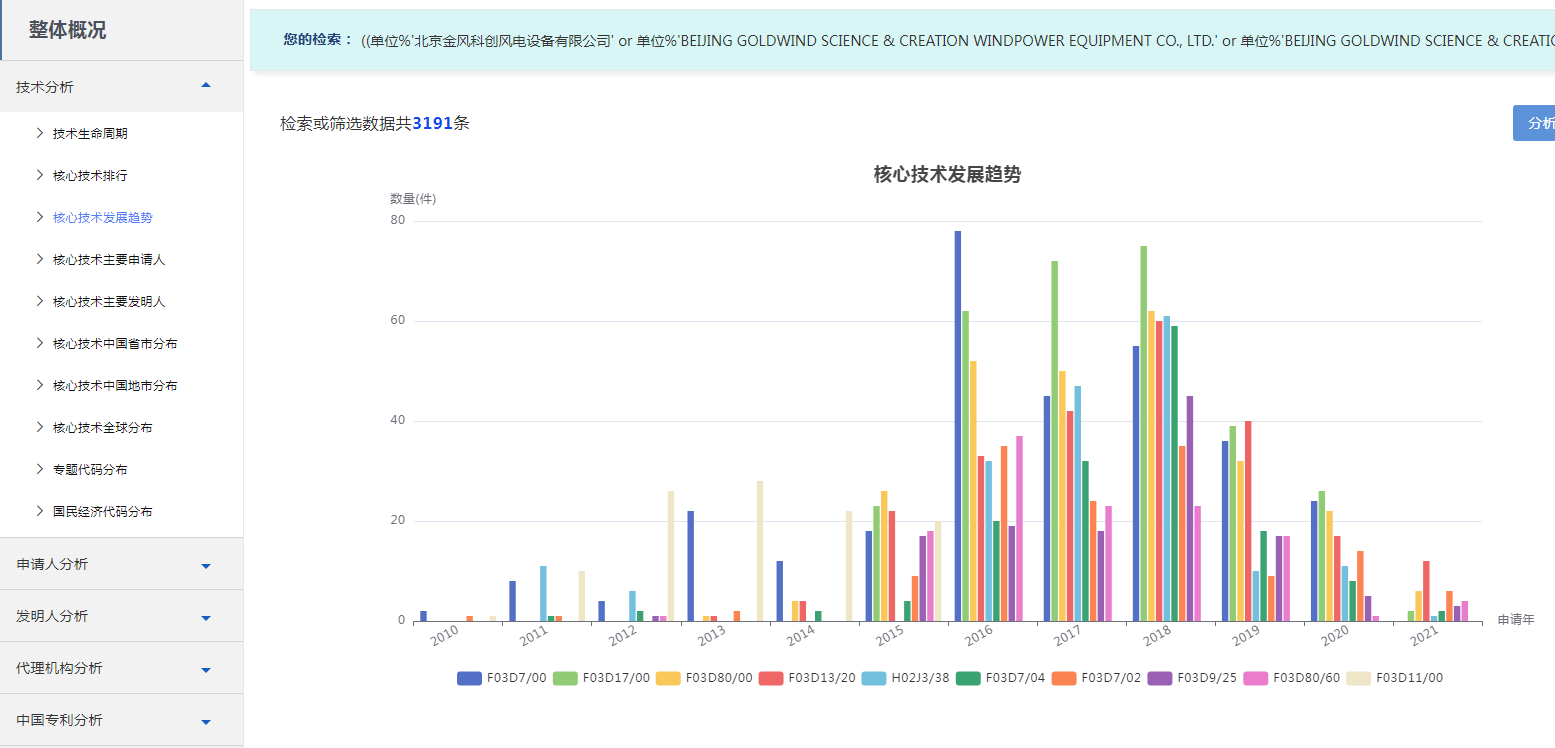 整体概况
技术分析
技术生命周期
核心技术排行
核心技术发展趋势
核心技术主要申请人
核心技术主要发明人
核心技术中国省市分布
核心技术中国地市分布
核心技术全球分布
专题代码分布
国民经济代码分布
申请人分析
发明人分析
代理机构分析
中国专利分析
您的检索： ((单位%'北京金风科创风电设备有限公司' or 单位%'BEIJING GOLDWIND SCIENCE & CREATION WINDPOWER EQUIPMENT CO., LTD.' or 单位%'BEIJING GOLDWIND SCIENCE & CREATIO
检索或筛选数据共3191条
分析
核心技术发展趋势
数量(件)
80
60
40
20
0
2010 2011 2012 2013 2014 2015 2016 2017 2018 2019 2020 2021
申请年
F03D7/00 F03D17/00 F03D80/00 F03D13/20 H02J3/38 F03D7/04 F03D7/02 F03D9/25 F03D80/60 F03D11/00